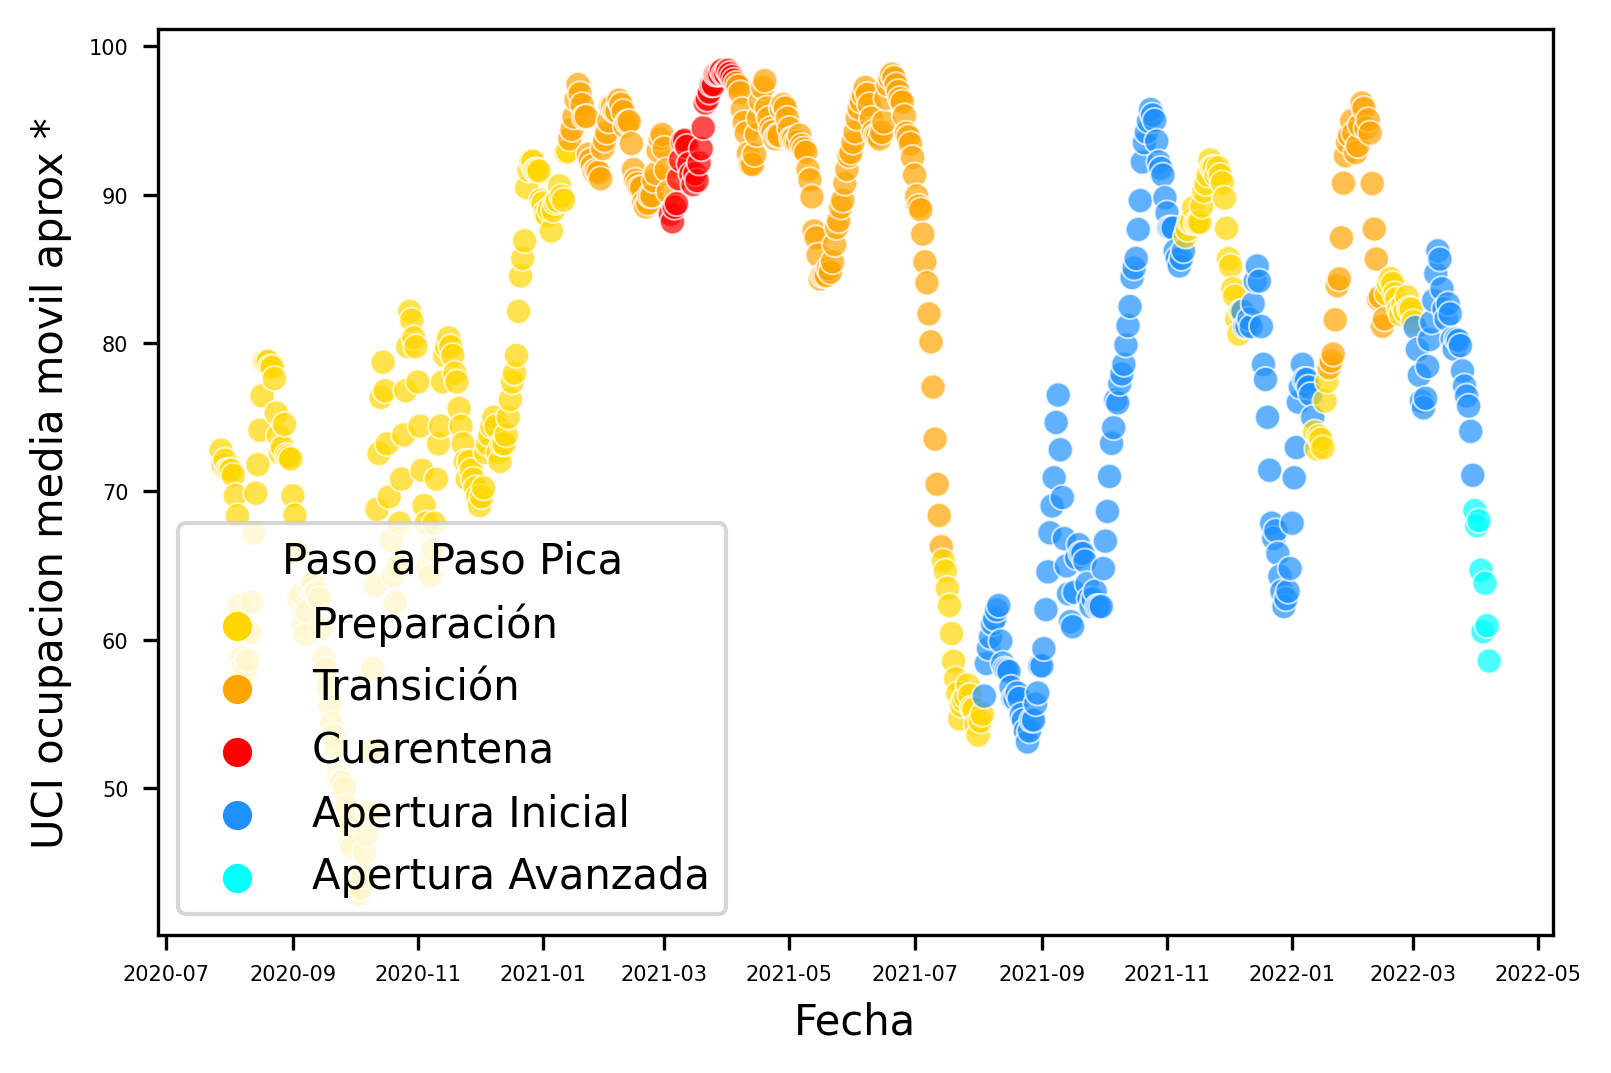 UCI ocupacion media movil aprox *
100
90
80
70
60
50
Paso a Paso Pica
Preparación
Transición
Cuarentena
Apertura Inicial
Apertura Avanzada
2020-07 2020-09 2020-11 2021-01 2021-03 2021-05 2021-07 2021-09 2021-11 2022-01 2022-03 2022-05
Fecha